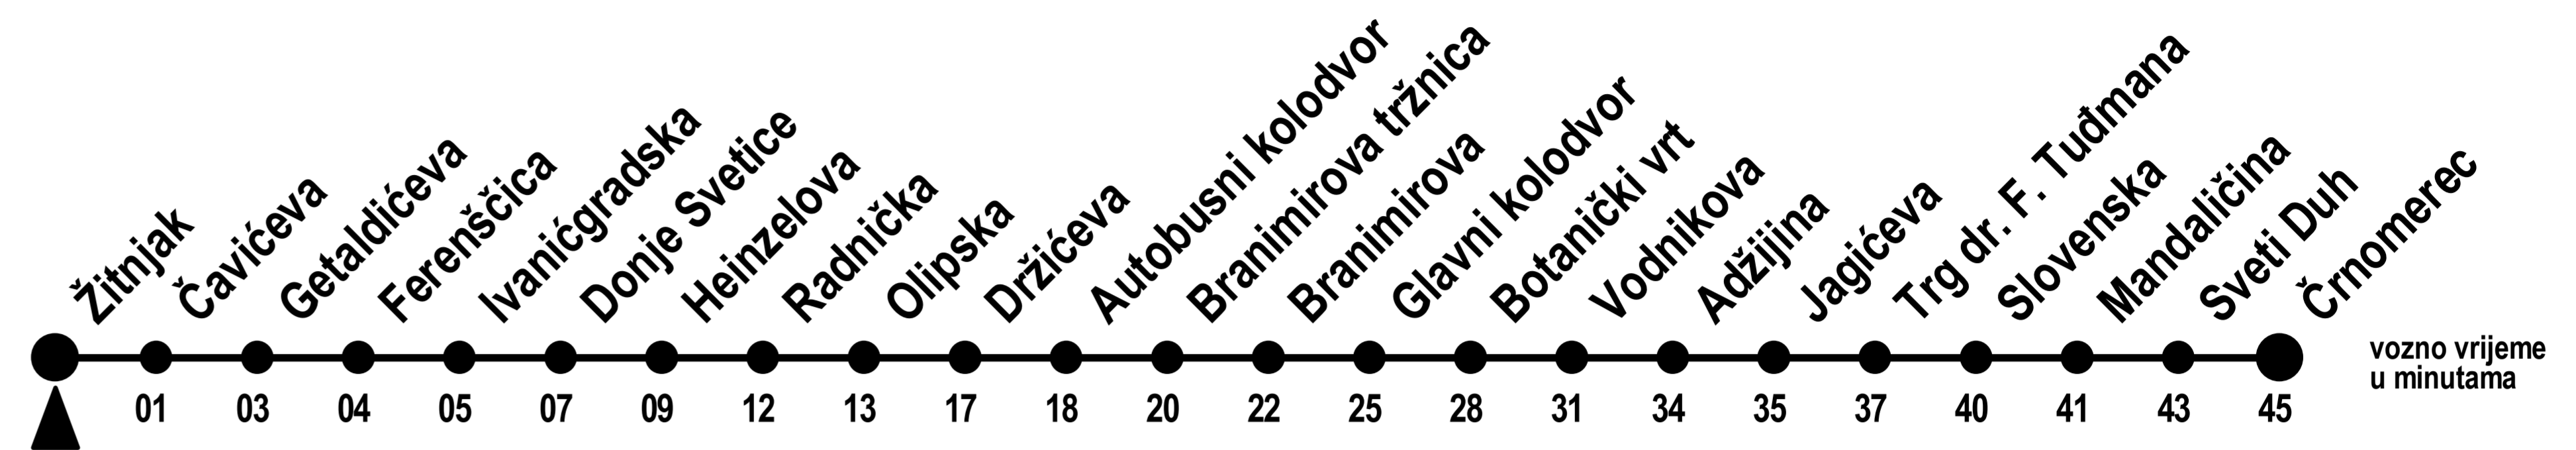 Žitnjak
Čavićeva
Getaldićeva
Ferenščica
Ivanićgradska
Donje Svetice
Heinzelova
Radnička
Olipska
Držićeva
Autobusni kolodvor
Branimirova tržnica
Branimirova
Glavni kolodvor
Botanički vrt
Vodnikova
Adžijina
Jagićeva
Trg dr. F. Tuđmana
Slovenska
Mandaličina
Sveti Duh
Črnomerec
01 03 04 05 07 09 12 13 17 18 20 22 25 28 31 34 35 37 40 41 43 45
vozno vrijeme
u minutama